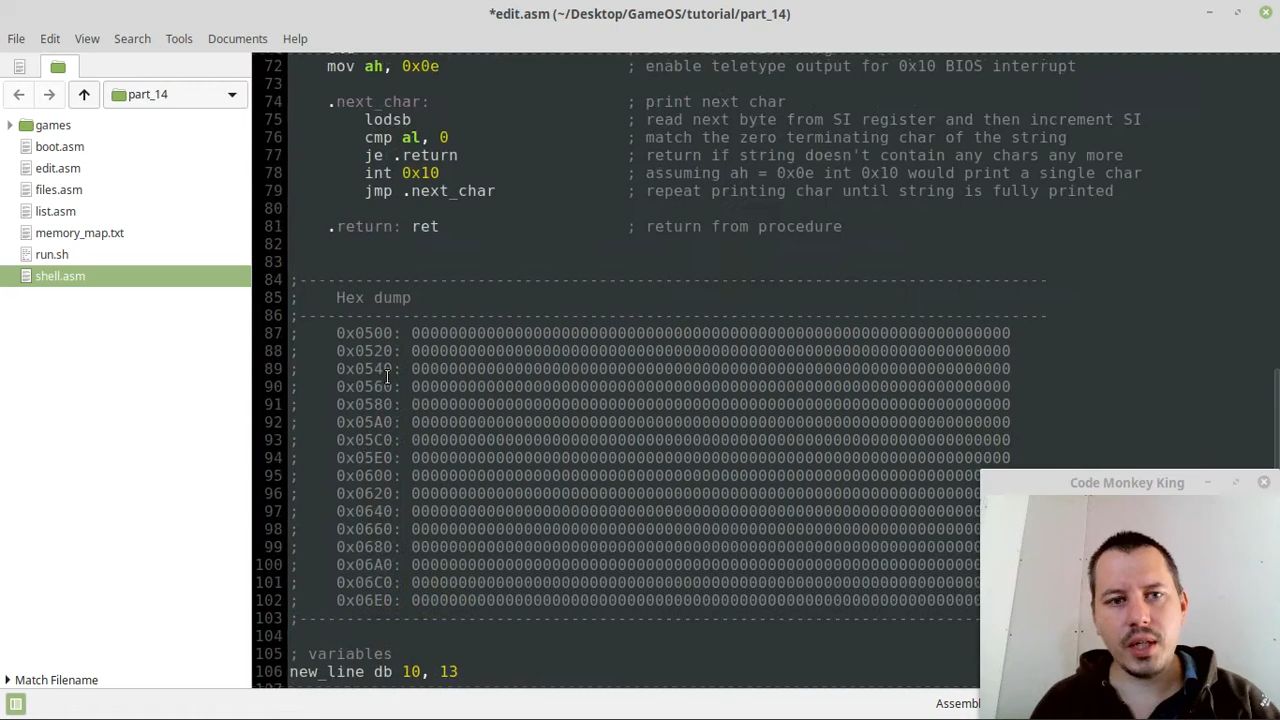 *edit.asm (~/Desktop/GameOS/tutorial/part_14)
File Edit View Search Tools Documents Help
part_14
games
boot.asm
edit.asm
files.asm
list.asm
memory_map.txt
run.sh
shell.asm
Match Filename
72 mov ah, 0x0e ; enable teletype output for 0x10 BIOS interrupt
73
74 .next_char: ; print next char
75 lodsb ; read next byte from SI register and then increment SI
76 cmp al, 0 ; match the zero terminating char of the string
77 je .return ; return if string doesn't contain any chars any more
78 int 0x10 ; assuming ah = 0x0e int 0x10 would print a single char
79 jmp .next_char ; repeat printing char until string is fully printed
80
81 .return: ret ; return from procedure
82
83
84 ;--------------------------------------------------------------------------------
85 ; Hex dump
86 ;--------------------------------------------------------------------------------
87 ; 0x0500: 0000000000000000000000000000000000000000000000000000000000000000
88 ; 0x0520: 0000000000000000000000000000000000000000000000000000000000000000
89 ; 0x0540: 0000000000000000000000000000000000000000000000000000000000000000
90 ; 0x0560: 0000000000000000000000000000000000000000000000000000000000000000
91 ; 0x0580: 0000000000000000000000000000000000000000000000000000000000000000
92 ; 0x05A0: 0000000000000000000000000000000000000000000000000000000000000000
93 ; 0x05C0: 0000000000000000000000000000000000000000000000000000000000000000
94 ; 0x05E0: 0000000000000000000000000000000000000000000000000000000000000000
95 ; 0x0600: 0000000000000000000000000000000000000000000000000000000000000
96 ; 0x0620: 0000000000000000000000000000000000000000000000000000000000000
97 ; 0x0640: 0000000000000000000000000000000000000000000000000000000000000
98 ; 0x0660: 0000000000000000000000000000000000000000000000000000000000000
99 ; 0x0680: 0000000000000000000000000000000000000000000000000000000000000
100 ; 0x06A0: 0000000000000000000000000000000000000000000000000000000000000
101 ; 0x06C0: 0000000000000000000000000000000000000000000000000000000000000
102 ; 0x06E0: 0000000000000000000000000000000000000000000000000000000000000
103 ;-------------------------------------------------------------------------
104
105 ; variables
106 new_line db 10, 13
Code Monkey King